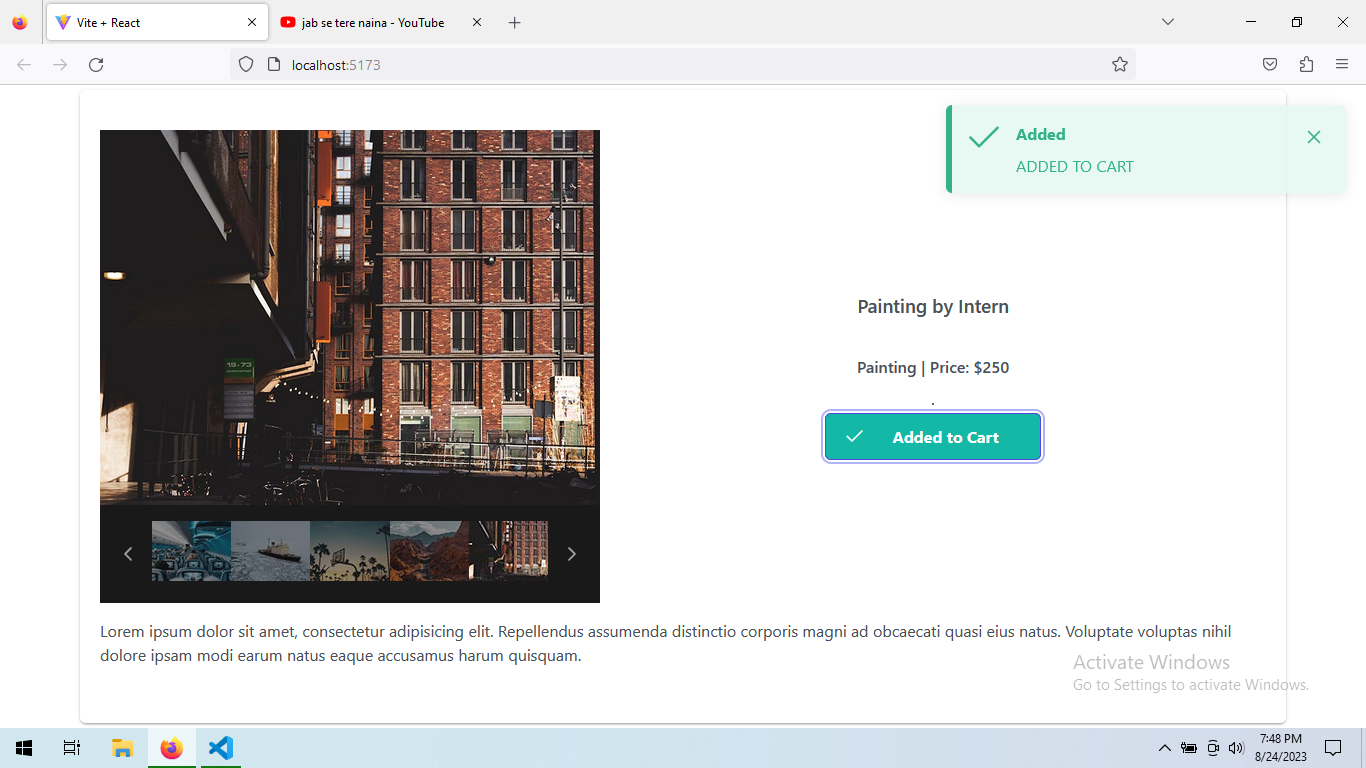 Vite + React
jab se tere naina - YouTube
localhost:5173
Added
ADDED TO CART
19-73
Painting by Intern
Painting | Price: $250
.
Added to Cart
Lorem ipsum dolor sit amet, consectetur adipisicing elit. Repellendus assumenda distinctio corporis magni ad obcaecati quasi eius natus. Voluptate voluptas nihil
dolore ipsam modi earum natus eaque accusamus harum quisquam.
Activate Windows
Go to Settings to activate Windows.
7:48 PM
8/24/2023